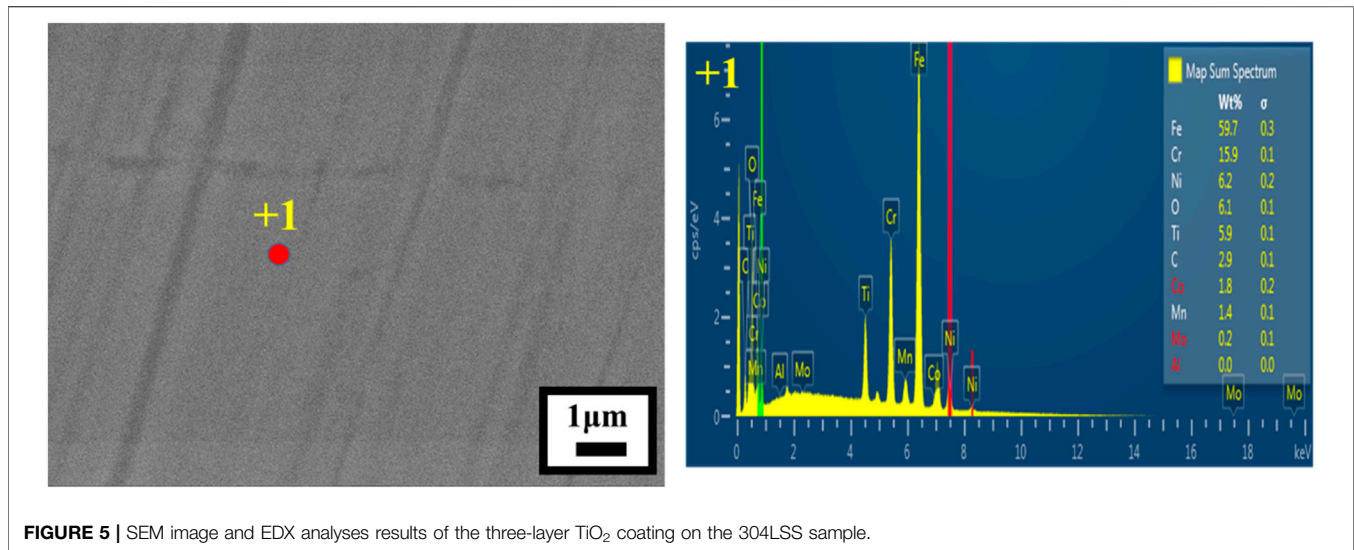 +1
1µm
+1
cps/eV
6
4
2
0
0 2 4 6 8 10 12 14 16 18 keV
O
Fe
Ti
C
Ni
Co
Cr
Mn
Al
Mo
Ti
Cr
Mn
Fe
Co
Ni
Ni
Mo
Mo
Map Sum Spectrum
Wt% σ
Fe 59.7 0.3
Cr 15.9 0.1
Ni 6.2 0.2
O 6.1 0.1
Ti 5.9 0.1
C 2.9 0.1
Co 1.8 0.2
Mn 1.4 0.1
Mo 0.2 0.1
Al 0.0 0.0
FIGURE 5 | SEM image and EDX analyses results of the three-layer TiO₂ coating on the 304LSS sample.